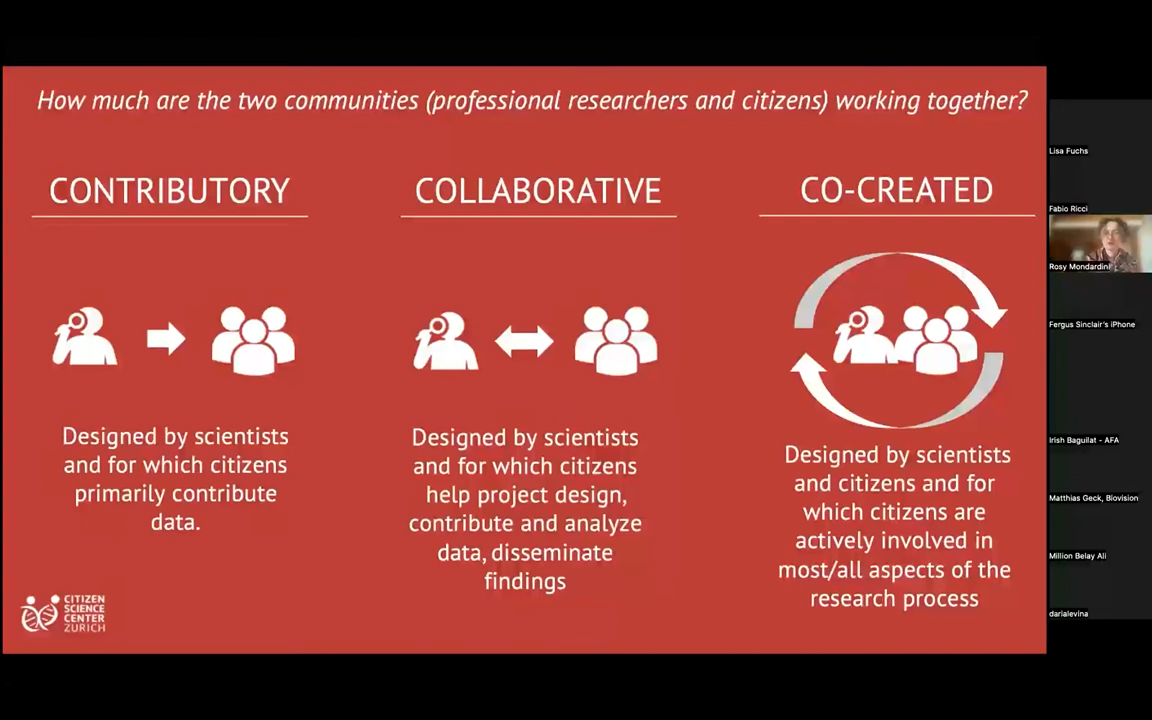 How much are the two communities (professional researchers and citizens) working together?
CONTRIBUTORY
Designed by scientists
and for which citizens
primarily contribute
data.
COLLABORATIVE
Designed by scientists
and for which citizens
help project design,
contribute and analyze
data, disseminate
findings
CO-CREATED
Designed by scientists
and citizens and for
which citizens are
actively involved in
most/all aspects of the
research process
CITIZEN
SCIENCE
CENTER
ZURICH
Lisa Fuchs
Fabio Ricci
Rosy Mondardini
Fergus Sinclair's iPhone
Irish Baguilat - AFA
Matthias Geck, Biovision
Million Belay Ali
darialevina